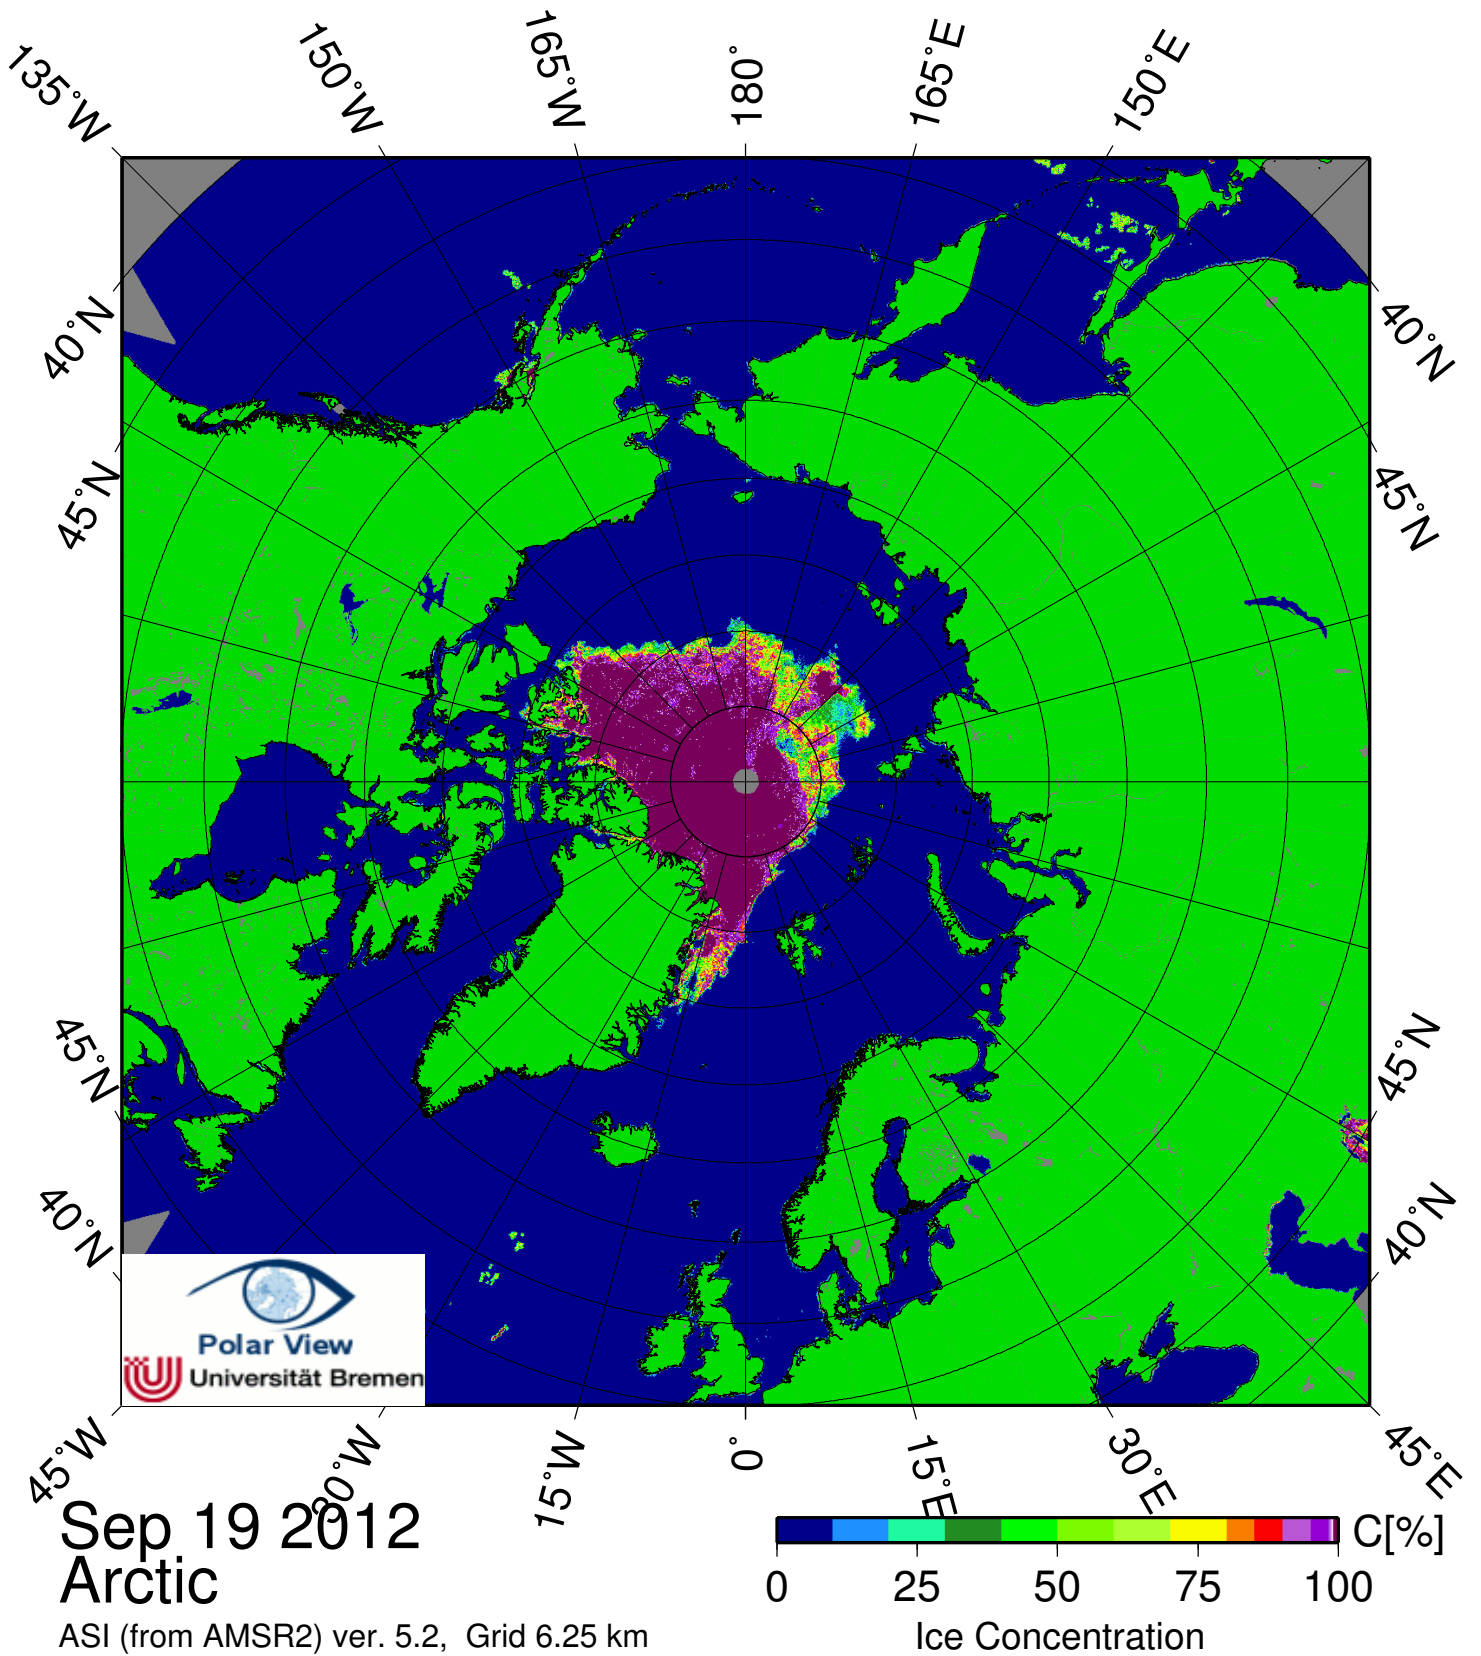 135°W
150°W
165°W
180°
165°E
150°E
40°N
40°N
45°N
45°N
45°N
45°N
40°N
40°N
Polar View
Universität Bremen
45°W
30°W
15°W
0°
15°E
30°E
45°E
Sep 19 2012
Arctic
ASI (from AMSR2) ver. 5.2, Grid 6.25 km
C[%]
0 25 50 75 100
Ice Concentration